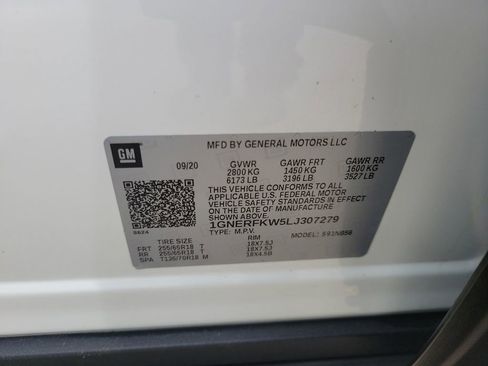 MFD BY GENERAL MOTORS LLC
GM
09/20 GVWR GAWR FRT GAWR RR
2800 KG 1450 KG 1600 KG
6173 LB 3196 LB 3527 LB
THIS VEHICLE CONFORMS TO ALL
APPLICABLE U.S. FEDERAL MOTOR
VEHICLE SAFETY STANDARDS IN EFFECT
ON THE DATE OF MANUFACTURE
SHOWN ABOVE.
1GNERFKW5LJ307279
TYPE: M.P.V. MODEL:
TIRE SIZE RIM
FRT 255/65R18 T 18X7.5J
RR 255/65R18 T 18X7.5J
SPA T135/70R18 M 18X4.5B